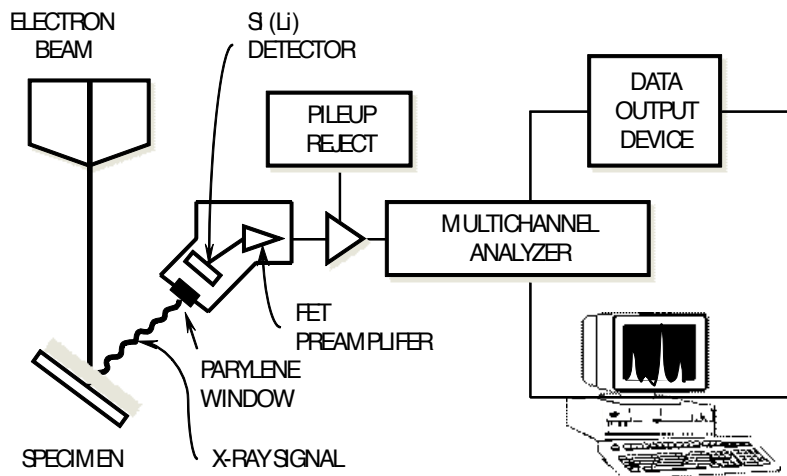 ELECTRON
BEAM
Si (Li)
DETECTOR
PILEUP
REJECT
DATA
OUTPUT
DEVICE
MULTICHANNEL
ANALYZER
FET
PREAMPLIFER
PARYLENE
WINDOW
SPECIMEN
X-RAY SIGNAL